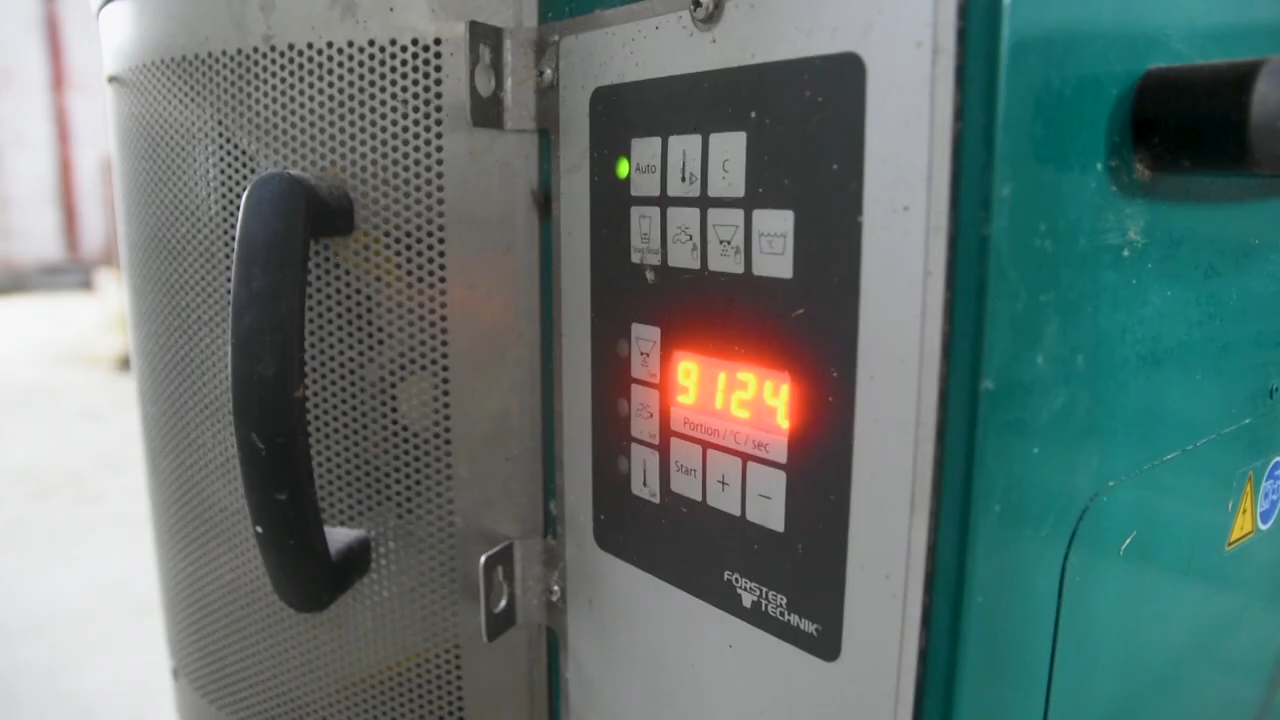 Auto
C
°C
9124.
Portion / °C / sec
Start
+
−
FÖRSTER
TECHNIK